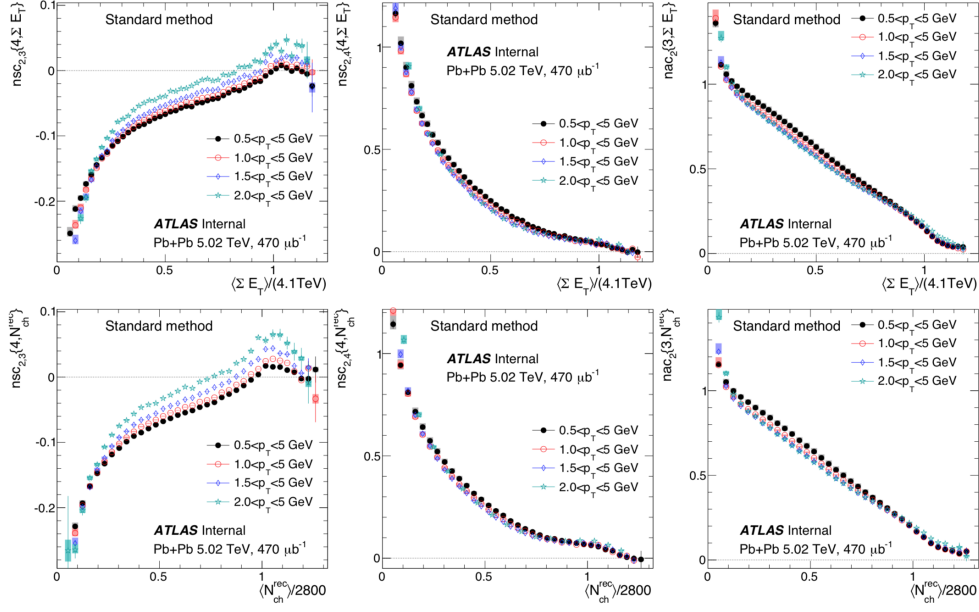 nsc2,3{4,Σ ET}
Standard method
0
-0.1
-0.2
0.5<pT<5 GeV
1.0<pT<5 GeV
1.5<pT<5 GeV
2.0<pT<5 GeV
ATLAS Internal
Pb+Pb 5.02 TeV, 470 μb-1
0 0.5 1
⟨Σ ET⟩/(4.1TeV)
nsc2,4{4,Σ ET}
Standard method
ATLAS Internal
Pb+Pb 5.02 TeV, 470 μb-1
1
0.5
0
0.5<pT<5 GeV
1.0<pT<5 GeV
1.5<pT<5 GeV
2.0<pT<5 GeV
0 0.5 1
⟨Σ ET⟩/(4.1TeV)
nac2{3,Σ ET}
Standard method
0.5<pT<5 GeV
1.0<pT<5 GeV
1.5<pT<5 GeV
2.0<pT<5 GeV
1
0.5
0
ATLAS Internal
Pb+Pb 5.02 TeV, 470 μb-1
0 0.5 1
⟨Σ ET⟩/(4.1TeV)
nsc2,3{4,Nchrec}
Standard method
0.1
0
-0.1
-0.2
0.5<pT<5 GeV
1.0<pT<5 GeV
1.5<pT<5 GeV
2.0<pT<5 GeV
ATLAS Internal
Pb+Pb 5.02 TeV, 470 μb-1
0 0.5 1
⟨Nchrec⟩/2800
nsc2,4{4,Nchrec}
Standard method
ATLAS Internal
Pb+Pb 5.02 TeV, 470 μb-1
1
0.5
0
0.5<pT<5 GeV
1.0<pT<5 GeV
1.5<pT<5 GeV
2.0<pT<5 GeV
0 0.5 1
⟨Nchrec⟩/2800
nac2{3,Nchrec}
Standard method
0.5<pT<5 GeV
1.0<pT<5 GeV
1.5<pT<5 GeV
2.0<pT<5 GeV
1
0.5
0
ATLAS Internal
Pb+Pb 5.02 TeV, 470 μb-1
0 0.5 1
⟨Nchrec⟩/2800